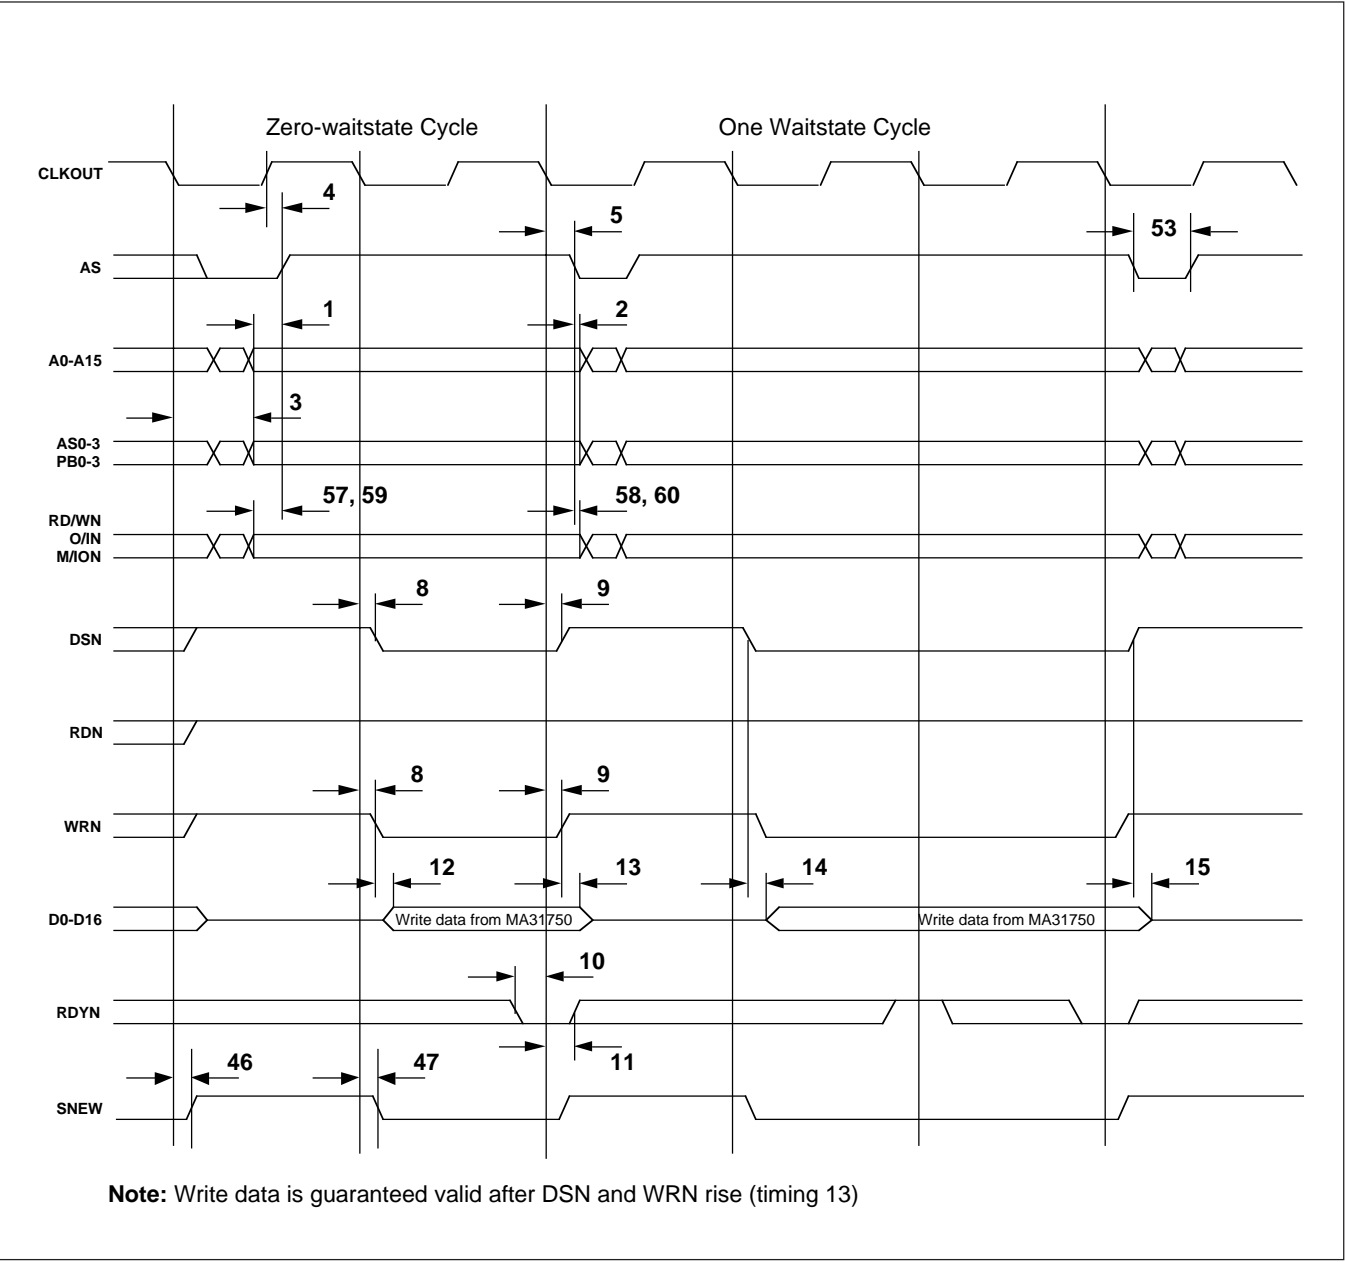 Zero-waitstate Cycle One Waitstate Cycle
CLKOUT
4
5
53
AS
1 2
A0-A15
3
AS0-3
PB0-3
57, 59 58, 60
RD/WN
O/IN
M/ION
8 9
DSN
RDN
8 9
WRN
12 13 14 15
D0-D16 Write data from MA31750 Write data from MA31750
10
RDYN
46 47 11
SNEW
Note: Write data is guaranteed valid after DSN and WRN rise (timing 13)